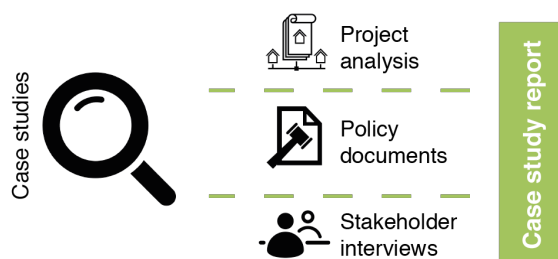 Case studies
Project
analysis
Policy
documents
Stakeholder
interviews
Case study report